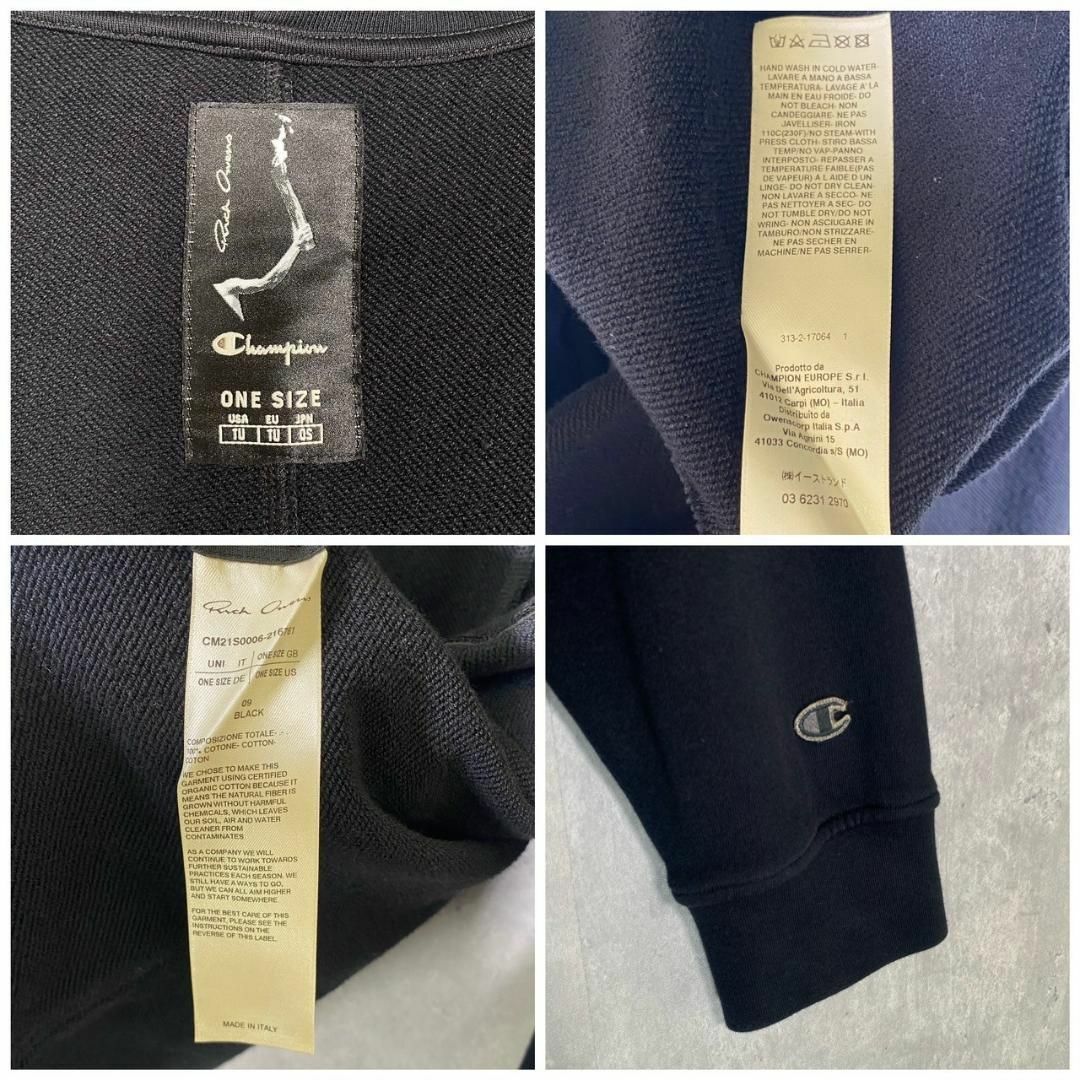 Rick Owens
Champion
ONE SIZE
USA EU JPN
TU TU OS
HAND WASH IN COLD WATER-
LAVARE A MANO A BASSA
TEMPERATURA- LAVAGE À LA
MAIN EN EAU FROIDE- DO
NOT BLEACH- NON
CANDEGGIARE- NE PAS
JAVELLISER- IRON
110C(230F)/NO STEAM-WITH
PRESS CLOTH- STIRO BASSA
TEMP/NO VAP-PANNO
INTERPOSTO- REPASSER A
TEMPERATURE FAIBLE(PAS
DE VAPEUR) A L AIDE D UN
LINGE- DO NOT DRY CLEAN-
NON LAVARE A SECCO- NE
PAS NETTOYER A SEC- DO
NOT TUMBLE DRY/DO NOT
WRING- NON ASCIUGARE IN
TAMBURO/NON STRIZZARE-
NE PAS SECHER EN
MACHINE/NE PAS SERRER-
313-2-17064 1
Prodotto da
CHAMPION EUROPE S.r.l.
Via Dell'Agricoltura, 51
41012 Carpi (MO) – Italia
Distribuito da
Owenscorp Italia S.p.A
Via Agnini 15
41033 Concordia s/S (MO)
(株)イーストランド
03 6231 2970
Rick Owens
CM21S0006-216787
UNI IT ONE SIZE GB
ONE SIZE DE ONE SIZE US
09
BLACK
COMPOSIZIONE TOTALE- -
100% COTONE- COTTON-
COTON
WE CHOSE TO MAKE THIS
GARMENT USING CERTIFIED
ORGANIC COTTON BECAUSE IT
MEANS THE NATURAL FIBER IS
GROWN WITHOUT HARMFUL
CHEMICALS, WHICH LEAVES
OUR SOIL, AIR AND WATER
CLEANER FROM
CONTAMINATES
AS A COMPANY WE WILL
CONTINUE TO WORK TOWARDS
FURTHER SUSTAINABLE
PRACTICES EACH SEASON. WE
STILL HAVE A WAYS TO GO,
BUT WE CAN ALL AIM HIGHER
AND START SOMEWHERE.
FOR THE BEST CARE OF THIS
GARMENT, PLEASE SEE THE
INSTRUCTIONS ON THE
REVERSE OF THIS LABEL.
MADE IN ITALY